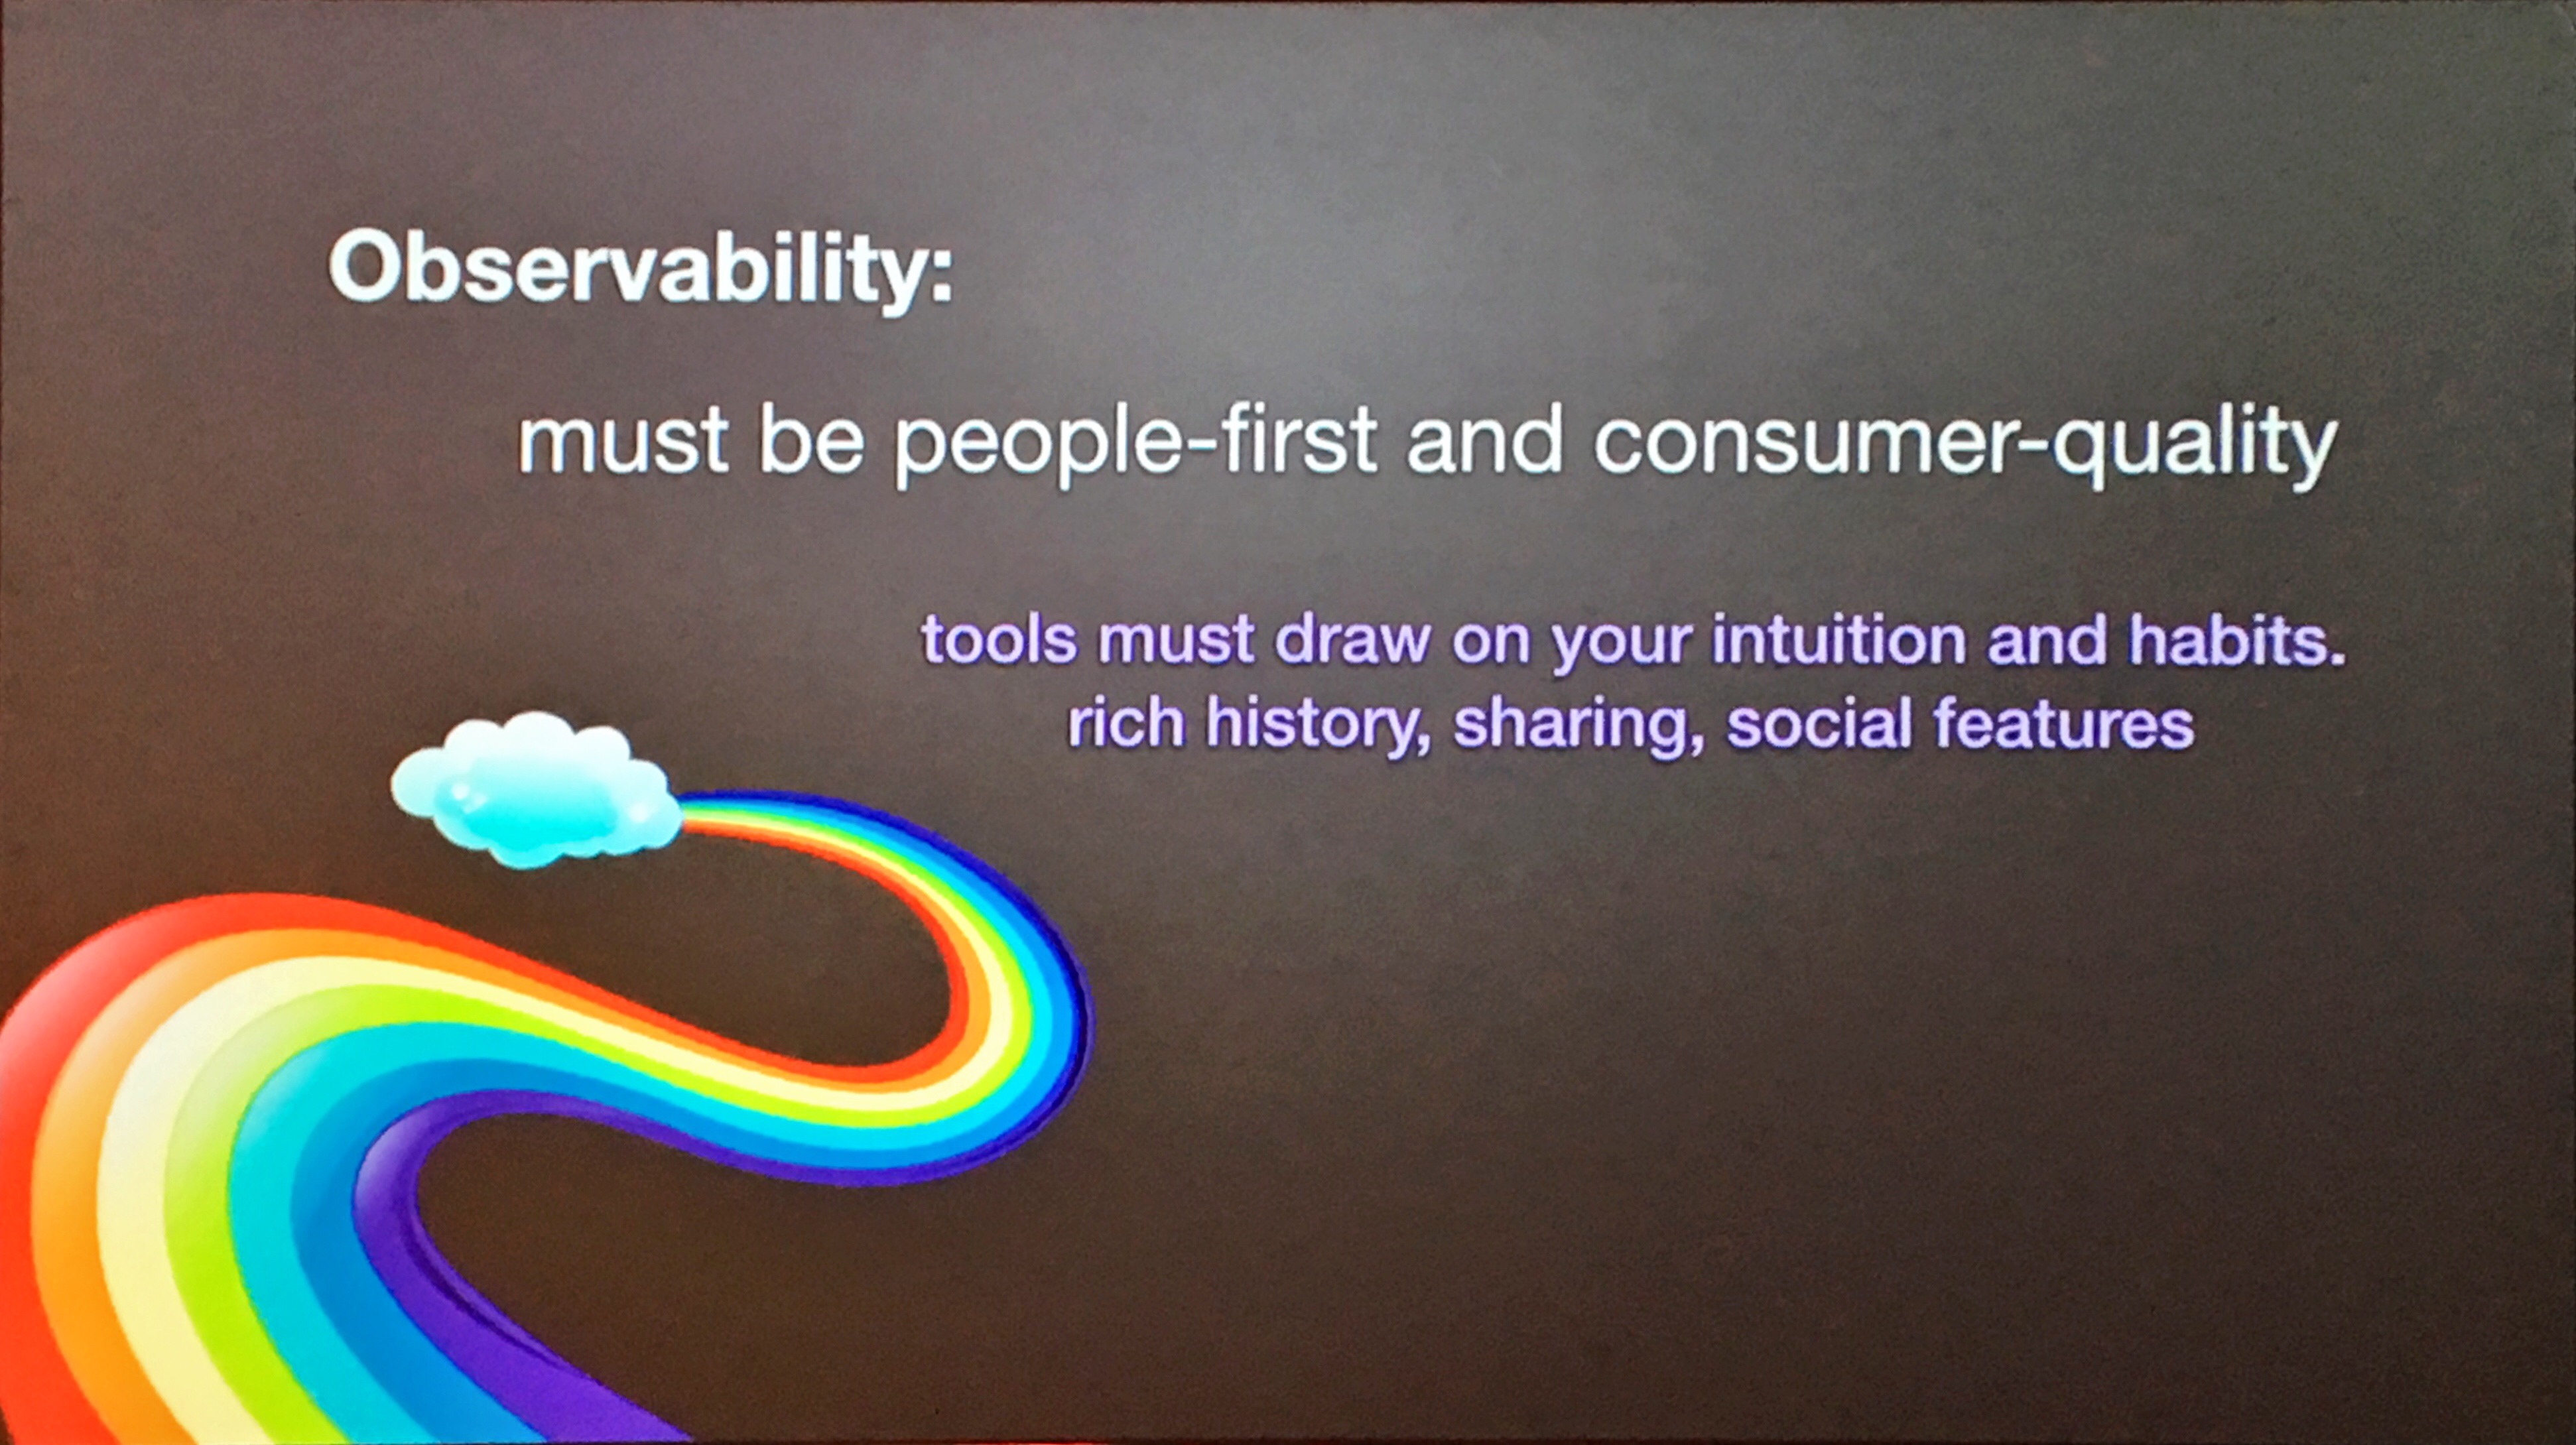 Observability:
must be people-first and consumer-quality
tools must draw on your intuition and habits.
rich history, sharing, social features